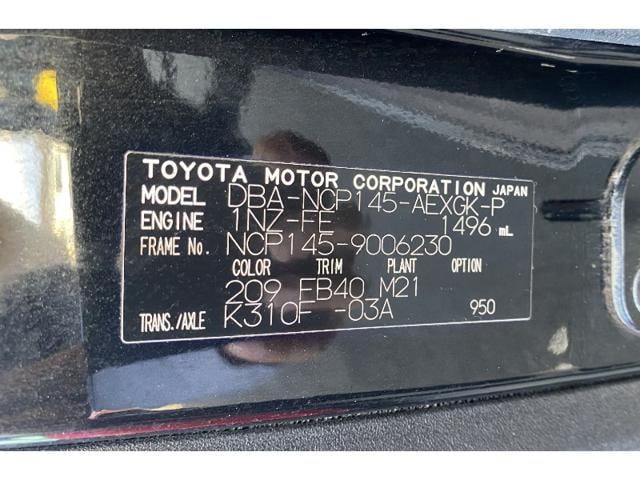 TOYOTA MOTOR CORPORATION JAPAN
MODEL DBA-NCP145-AEXGK-P
ENGINE 1NZ-FE 1496 mL
FRAME No. NCP145-9006230
COLOR TRIM PLANT OPTION
209 FB40 M21
TRANS./AXLE K310F -03A 950